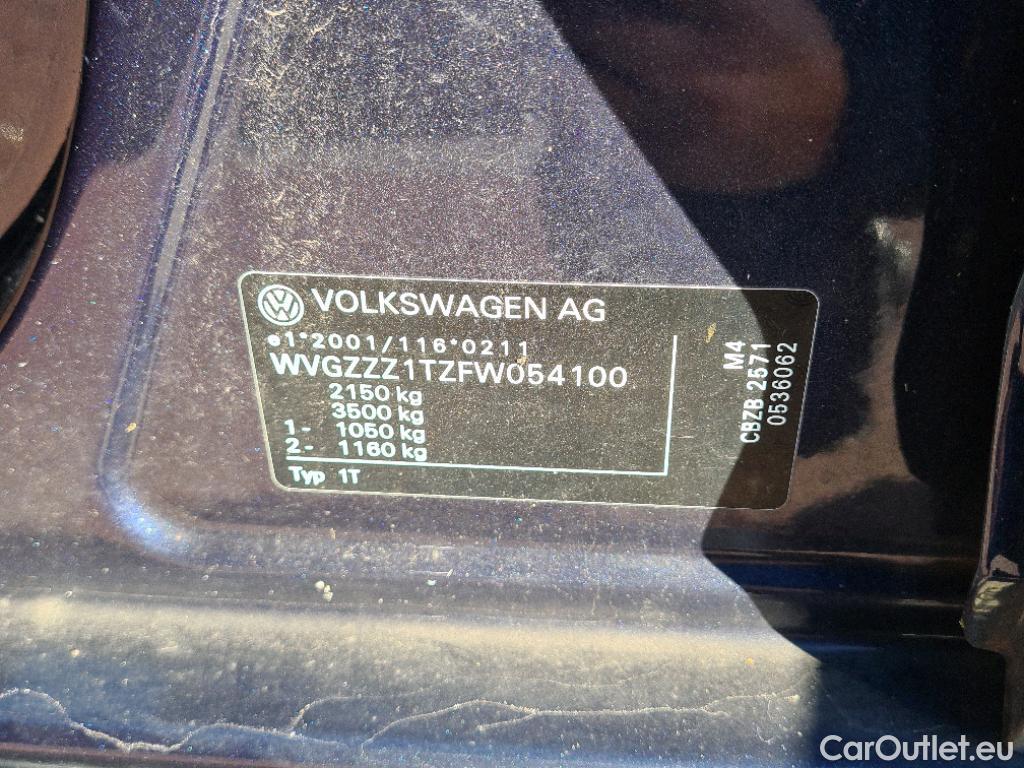 VOLKSWAGEN AG
e1*2001/116*0211
WVGZZZ1TZFW054100
2150 kg
3500 kg
1- 1050 kg
2- 1160 kg
Typ 1T
M4
CBZB 2571
0536062
CarOutlet.eu